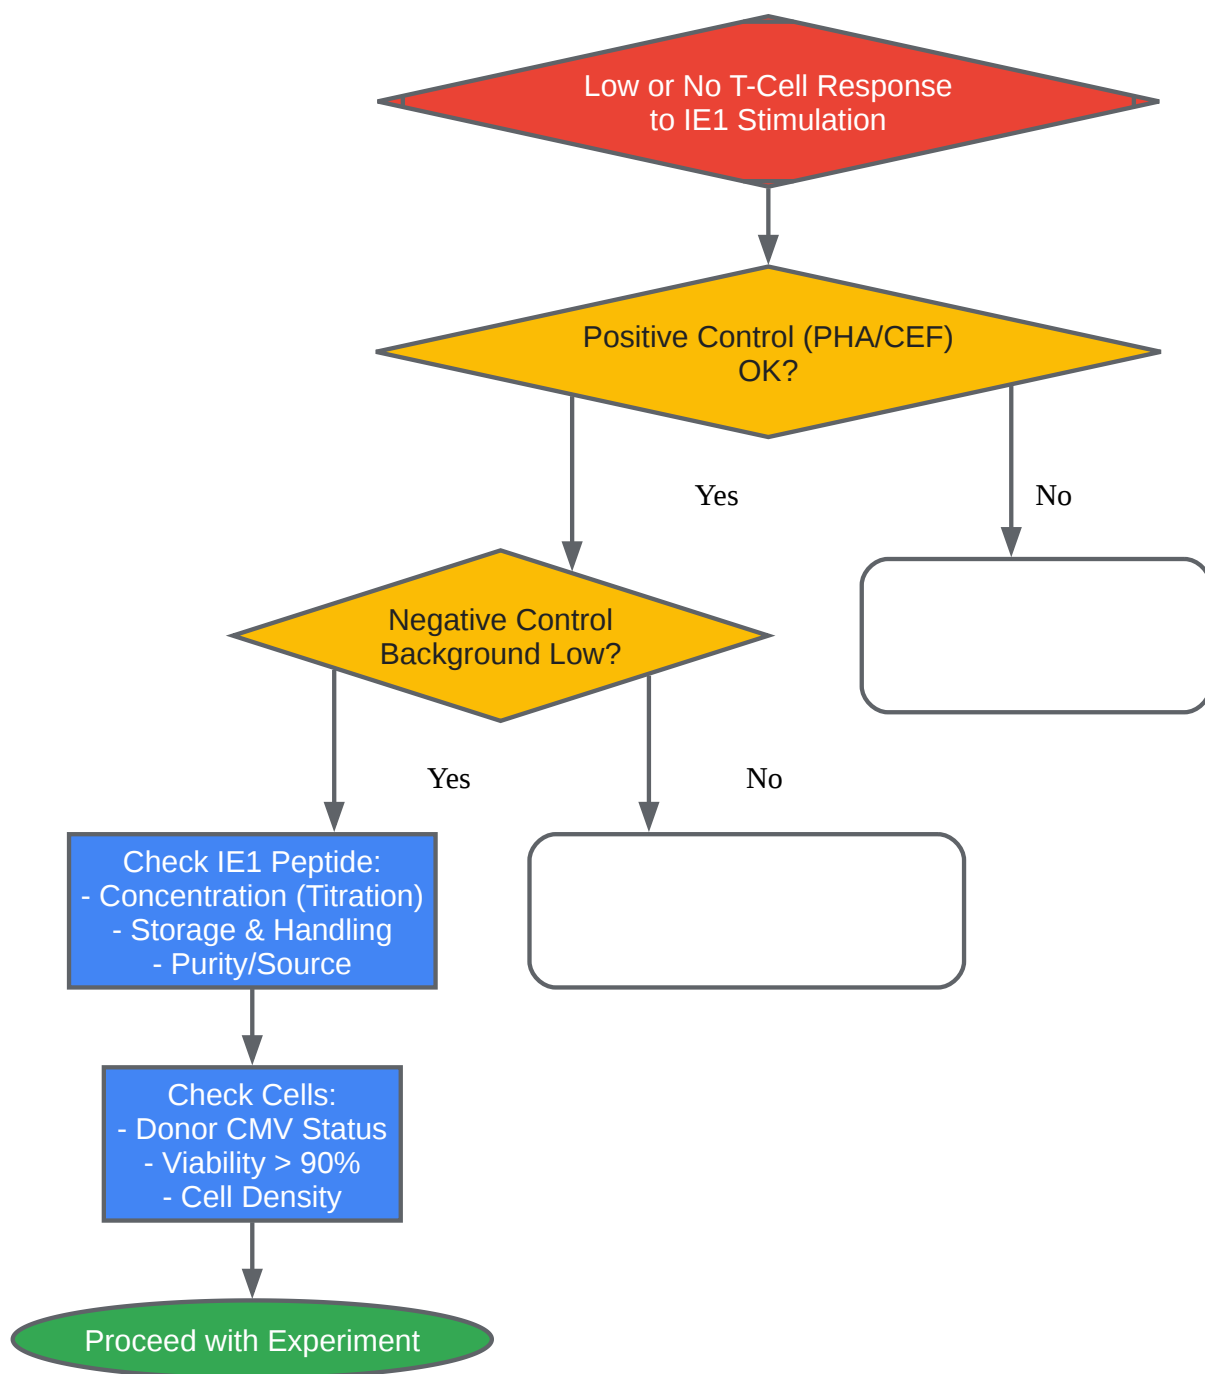 Low or No T-Cell Response
to IE1 Stimulation
Positive Control (PHA/CEF)
OK?
Yes
No
Negative Control
Background Low?
Yes
No
Check IE1 Peptide:
- Concentration (Titration)
- Storage & Handling
- Purity/Source
Check Cells:
- Donor CMV Status
- Viability > 90%
- Cell Density
Proceed with Experiment